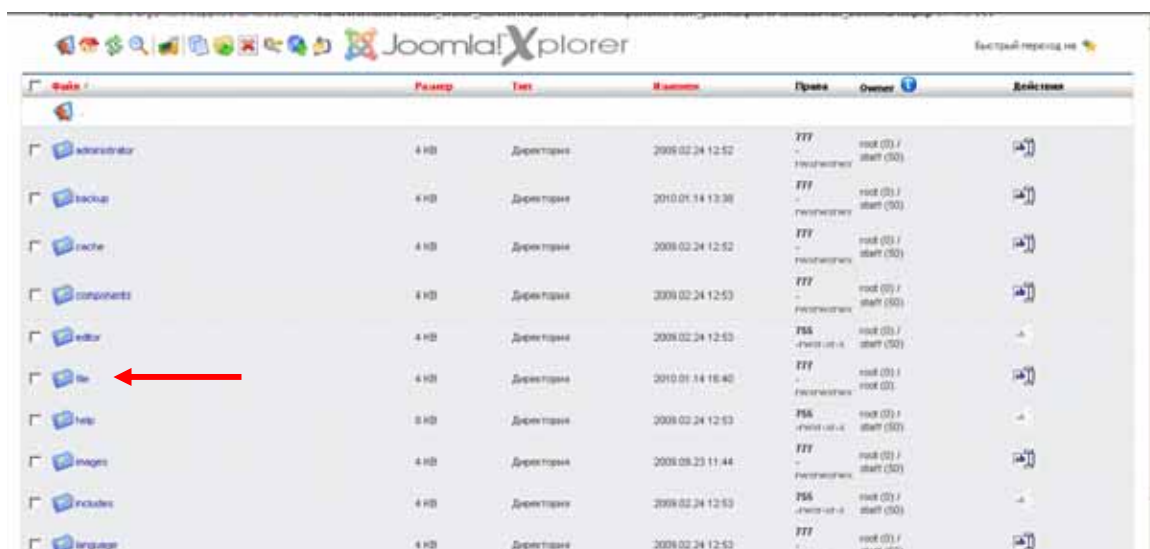 Joomla! Xplorer
Быстрый переход на
Файл Размер Тип Изменен Права Owner Действия
777
administrator 4 KB Директория 2009.02.24 12:52 root (0) / staff (50)
777
backup 4 KB Директория 2010.01.14 13:38 root (0) / staff (50)
777
cache 4 KB Директория 2009.02.24 12:52 root (0) / staff (50)
777
components 4 KB Директория 2009.02.24 12:53 root (0) / staff (50)
editor 4 KB Директория 2009.02.24 12:53 755 root (0) / staff (50)
777
file 4 KB Директория 2010.01.14 16:40 root (0) / root (0)
help 8 KB Директория 2009.02.24 12:53 755 root (0) / staff (50)
777
images 4 KB Директория 2009.09.23 11:44 root (0) / staff (50)
includes 4 KB Директория 2009.02.24 12:53 755 root (0) / staff (50)
777
language 4 KB Директория 2009.02.24 12:53 root (0) /